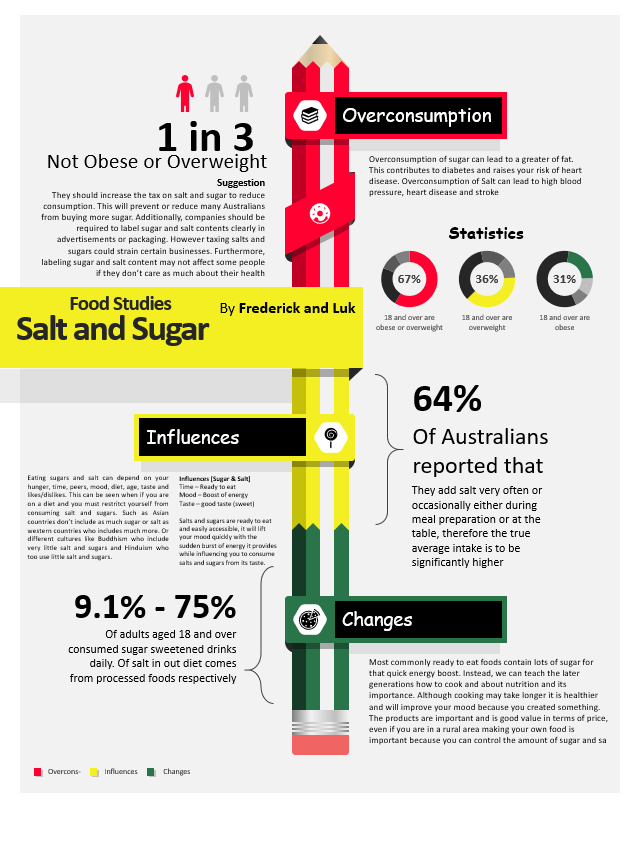 1 in 3
Not Obese or Overweight
Suggestion
They should increase the tax on salt and sugar to reduce
consumption. This will prevent or reduce many Australians
from buying more sugar. Additionally, companies should be
required to label sugar and salt contents clearly in
advertisements or packaging. However taxing salts and
sugars could strain certain businesses. Furthermore,
labeling sugar and salt content may not affect some people
if they don't care as much about their health
Overconsumption
Overconsumption of sugar can lead to a greater of fat.
This contributes to diabetes and raises your risk of heart
disease. Overconsumption of Salt can lead to high blood
pressure, heart disease and stroke
Statistics
67%
36%
31%
18 and over are
obese or overweight
18 and over are
overweight
18 and over are
obese
Food Studies
Salt and Sugar
By Frederick and Luk
64%
Of Australians
reported that
They add salt very often or
occasionally either during
meal preparation or at the
table, therefore the true
average intake is to be
significantly higher
Influences
Eating sugars and salt can depend on your
hunger, time, peers, mood, diet, age, taste and
likes/dislikes. This can be seen when if you are
on a diet and you must restritct yourself from
consuming salt and sugars. Such as Asian
countries don't include as much sugar or salt as
western countries who includes much more. Or
different cultures like Buddhism who include
very little salt and sugars and Hinduism who
too use little salt and sugars.
Influences [Sugar & Salt]
Time – Ready to eat
Mood – Boost of energy
Taste – good taste (sweet)
Salts and sugars are ready to eat
and easily accessible, it will lift
your mood quickly with the
sudden burst of energy it provides
while influencing you to consume
salts and sugars from its taste.
9.1% - 75%
Of adults aged 18 and over
consumed sugar sweetened drinks
daily. Of salt in out diet comes
from processed foods respectively
Changes
Most commonly ready to eat foods contain lots of sugar for
that quick energy boost. Instead, we can teach the later
generations how to cook and about nutrition and its
importance. Although cooking may take longer it is healthier
and will improve your mood because you created something.
The products are important and is good value in terms of price,
even if you are in a rural area making your own food is
important because you can control the amount of sugar and sa
Overcons-
Influences
Changes